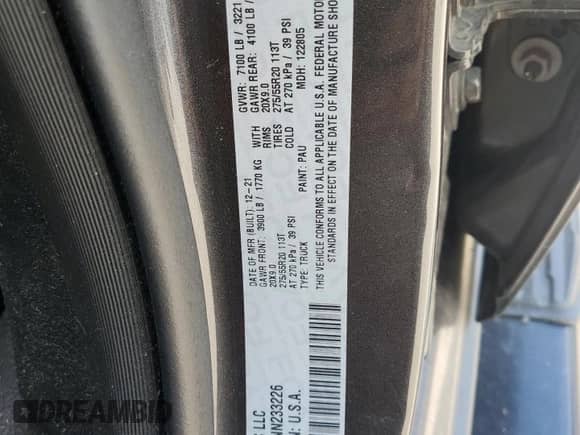 S LLC
DATE OF MFR (BUILT): 12-21 GVWR: 7100 LB / 3221
GAWR FRONT: 3900 LB / 1770 KG WITH GAWR REAR: 4100 LB /
20X9.0 RIMS 20X9.0
275/55R20 113T TIRES 275/55R20 113T
AT 270 kPa / 39 PSI COLD AT 270 kPa / 39 PSI
TYPE: TRUCK PAINT: PAU MDH: 122805
THIS VEHICLE CONFORMS TO ALL APPLICABLE U.S.A. FEDERAL MOTOR
STANDARDS IN EFFECT ON THE DATE OF MANUFACTURE SHO
NN233226
N: U.S.A.
DREAMBID